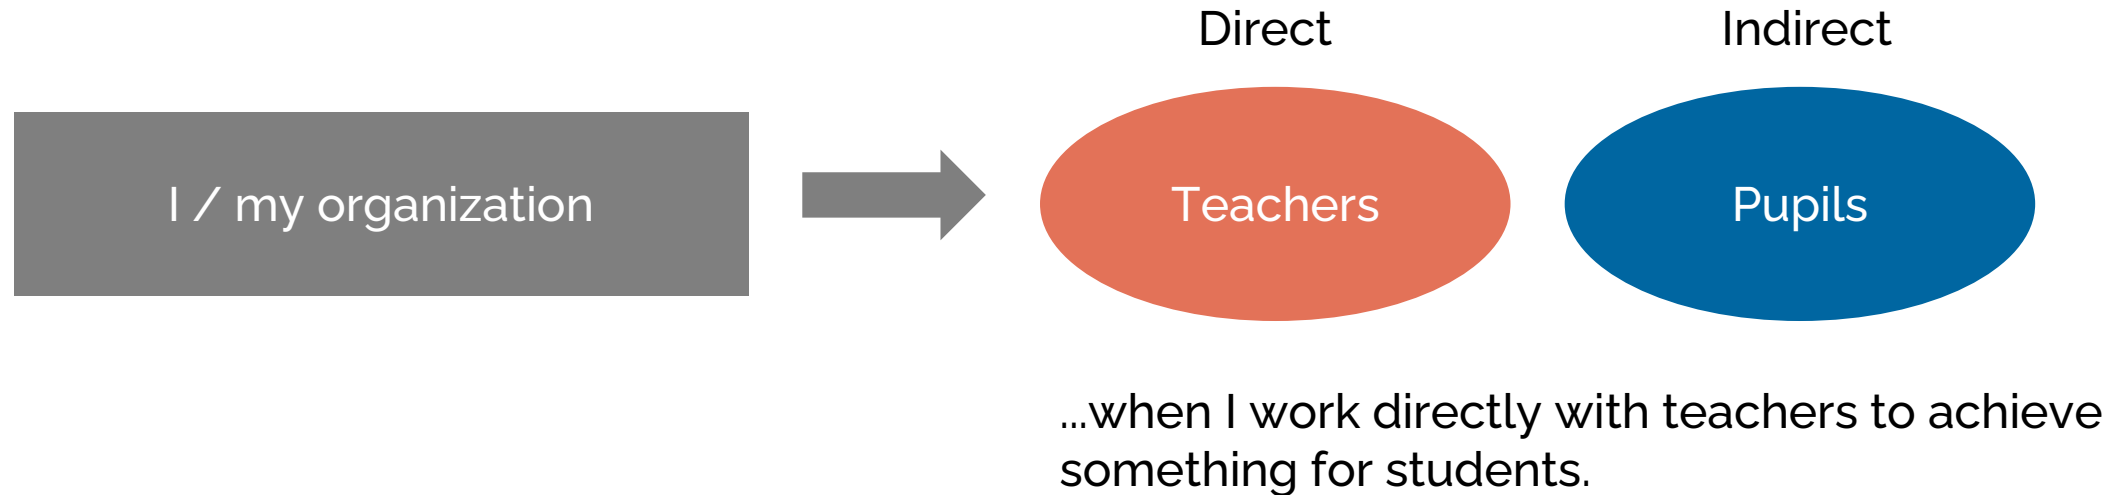 Direct
Indirect
I / my organization
Teachers
Pupils
...when I work directly with teachers to achieve
something for students.